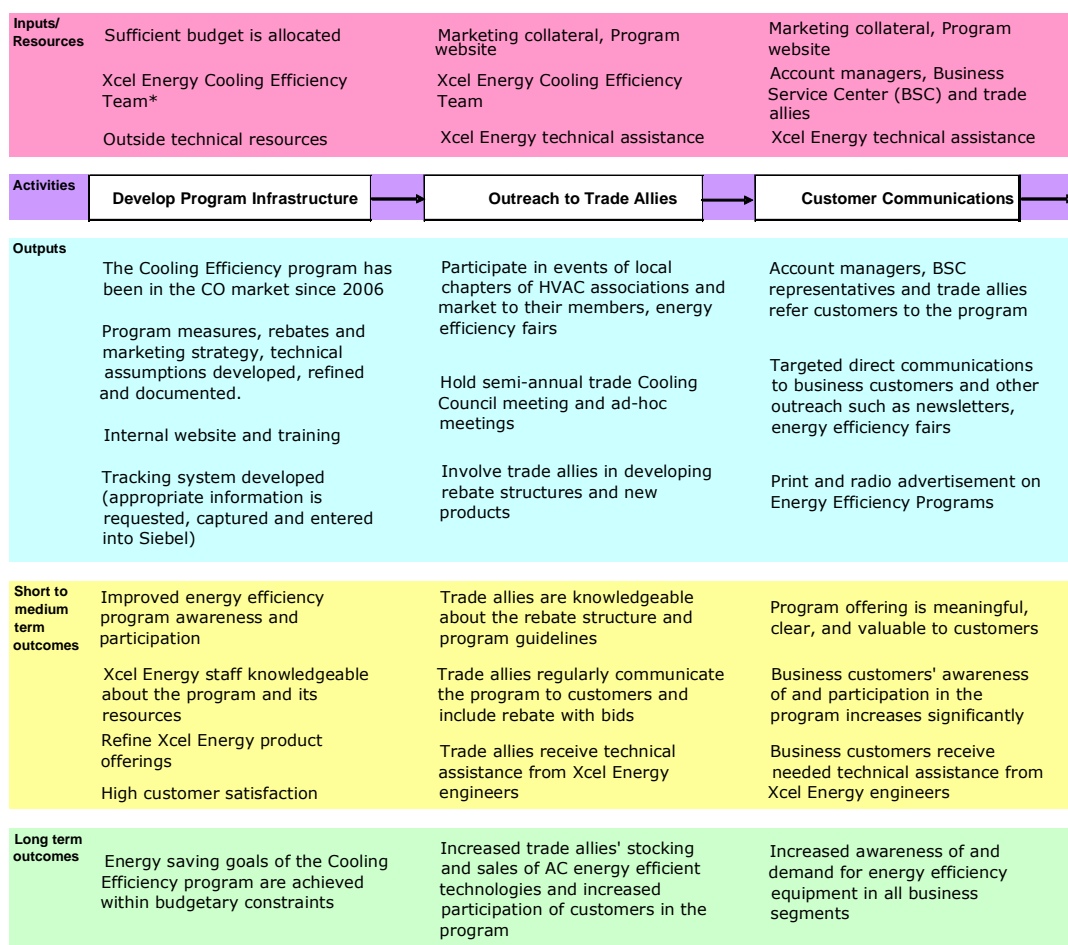 Inputs/
Resources
Sufficient budget is allocated
Xcel Energy Cooling Efficiency
Team*
Outside technical resources
Marketing collateral, Program
website
Xcel Energy Cooling Efficiency
Team
Xcel Energy technical assistance
Marketing collateral, Program
website
Account managers, Business
Service Center (BSC) and trade
allies
Xcel Energy technical assistance
Activities
Develop Program Infrastructure
Outreach to Trade Allies
Customer Communications
Outputs
The Cooling Efficiency program has
been in the CO market since 2006
Program measures, rebates and
marketing strategy, technical
assumptions developed, refined
and documented.
Internal website and training
Tracking system developed
(appropriate information is
requested, captured and entered
into Siebel)
Participate in events of local
chapters of HVAC associations and
market to their members, energy
efficiency fairs
Hold semi-annual trade Cooling
Council meeting and ad-hoc
meetings
Involve trade allies in developing
rebate structures and new
products
Account managers, BSC
representatives and trade allies
refer customers to the program
Targeted direct communications
to business customers and other
outreach such as newsletters,
energy efficiency fairs
Print and radio advertisement on
Energy Efficiency Programs
Short to
medium
term
outcomes
Improved energy efficiency
program awareness and
participation
Xcel Energy staff knowledgeable
about the program and its
resources
Refine Xcel Energy product
offerings
High customer satisfaction
Trade allies are knowledgeable
about the rebate structure and
program guidelines
Trade allies regularly communicate
the program to customers and
include rebate with bids
Trade allies receive technical
assistance from Xcel Energy
engineers
Program offering is meaningful,
clear, and valuable to customers
Business customers' awareness
of and participation in the
program increases significantly
Business customers receive
needed technical assistance from
Xcel Energy engineers
Long term
outcomes
Energy saving goals of the Cooling
Efficiency program are achieved
within budgetary constraints
Increased trade allies' stocking
and sales of AC energy efficient
technologies and increased
participation of customers in the
program
Increased awareness of and
demand for energy efficiency
equipment in all business
segments